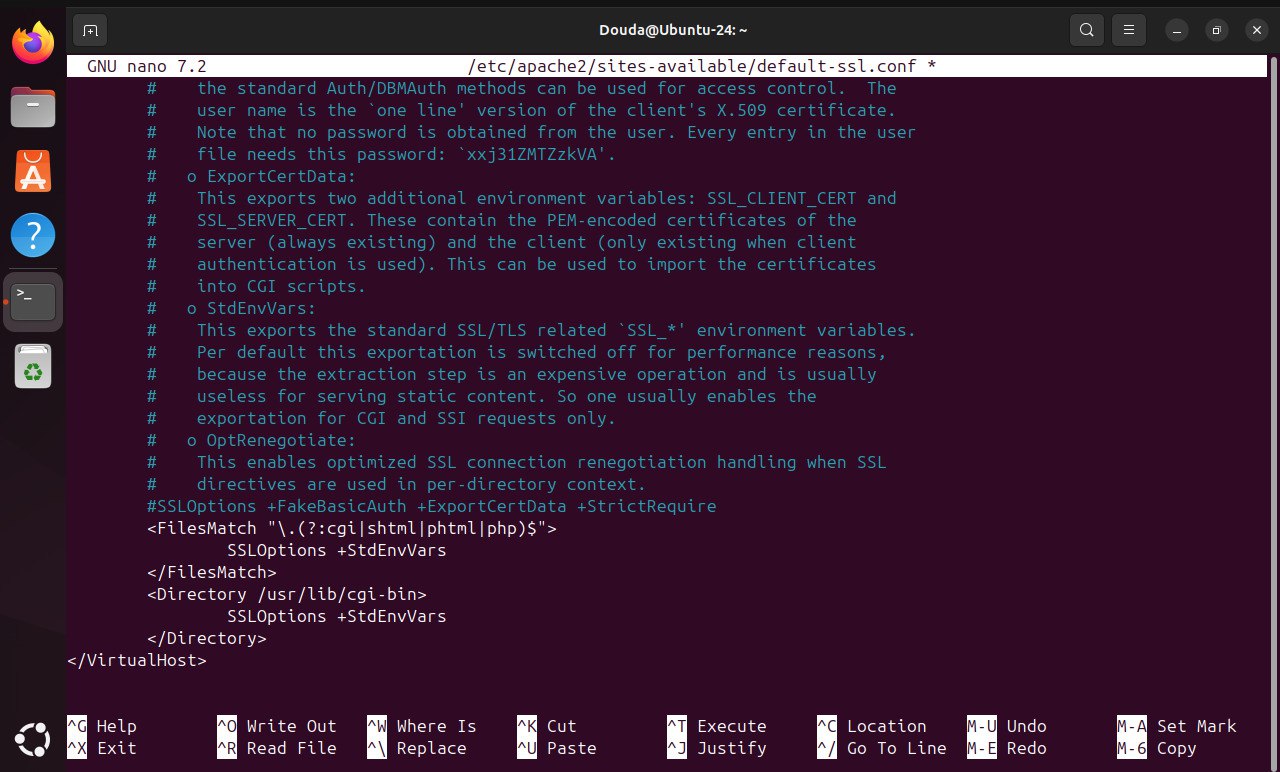 Douda@Ubuntu-24: ~
GNU nano 7.2 /etc/apache2/sites-available/default-ssl.conf *
# the standard Auth/DBMAuth methods can be used for access control. The
# user name is the `one line' version of the client's X.509 certificate.
# Note that no password is obtained from the user. Every entry in the user
# file needs this password: `xxj31ZMTZzkVA'.
# o ExportCertData:
# This exports two additional environment variables: SSL_CLIENT_CERT and
# SSL_SERVER_CERT. These contain the PEM-encoded certificates of the
# server (always existing) and the client (only existing when client
# authentication is used). This can be used to import the certificates
# into CGI scripts.
# o StdEnvVars:
# This exports the standard SSL/TLS related `SSL_*' environment variables.
# Per default this exportation is switched off for performance reasons,
# because the extraction step is an expensive operation and is usually
# useless for serving static content. So one usually enables the
# exportation for CGI and SSI requests only.
# o OptRenegotiate:
# This enables optimized SSL connection renegotiation handling when SSL
# directives are used in per-directory context.
#SSLOptions +FakeBasicAuth +ExportCertData +StrictRequire
<FilesMatch "\.(?:cgi|shtml|phtml|php)$">
SSLOptions +StdEnvVars
</FilesMatch>
<Directory /usr/lib/cgi-bin>
SSLOptions +StdEnvVars
</Directory>
</VirtualHost>
^G Help ^O Write Out ^W Where Is ^K Cut ^T Execute ^C Location M-U Undo M-A Set Mark
^X Exit ^R Read File ^\ Replace ^U Paste ^J Justify ^/ Go To Line M-E Redo M-6 Copy